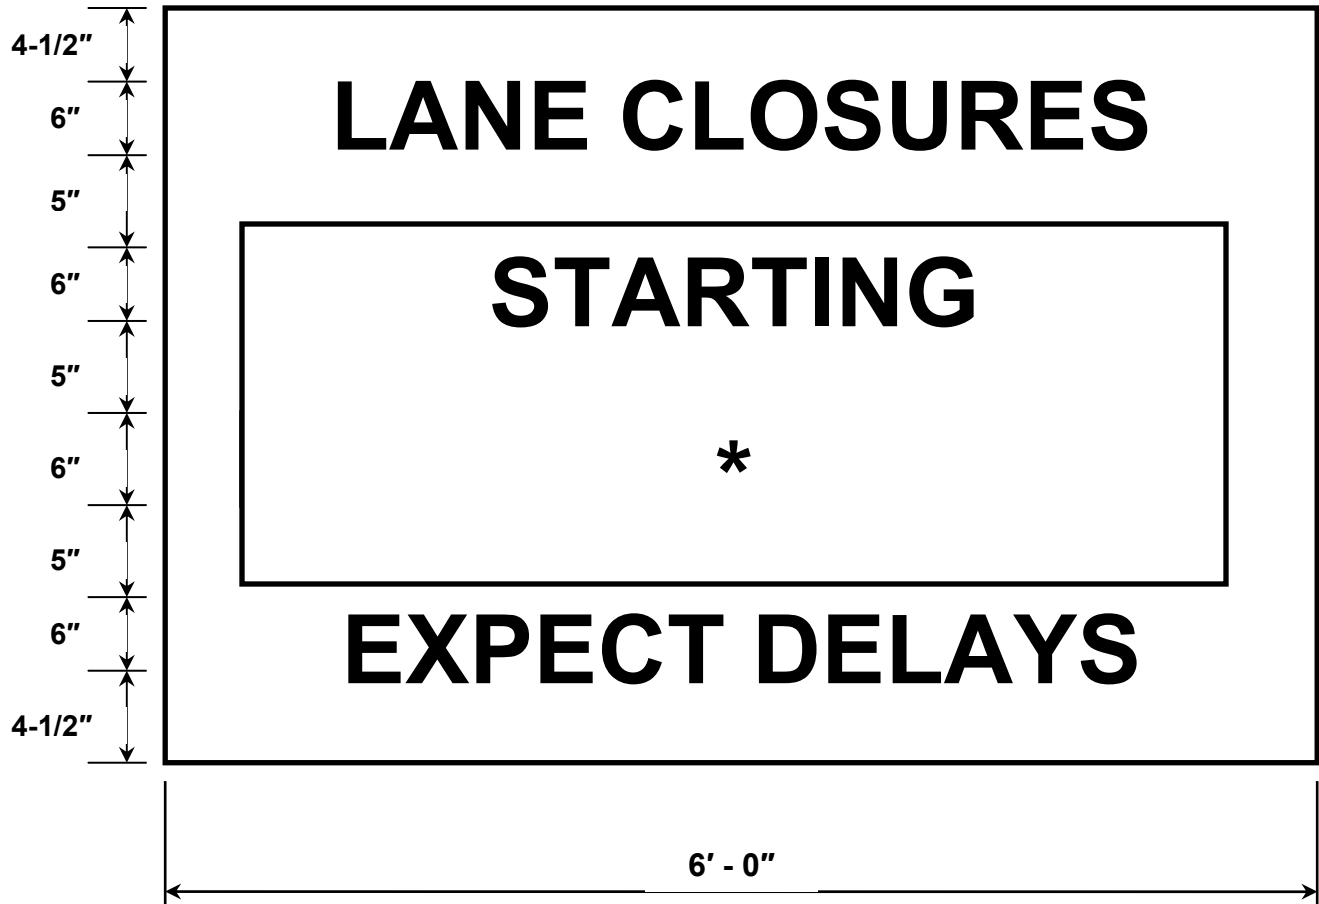 4-1/2″
LANE CLOSURES
6″
5″
STARTING
6″
5″
*
6″
5″
EXPECT DELAYS
6″
4-1/2″
6′ - 0″